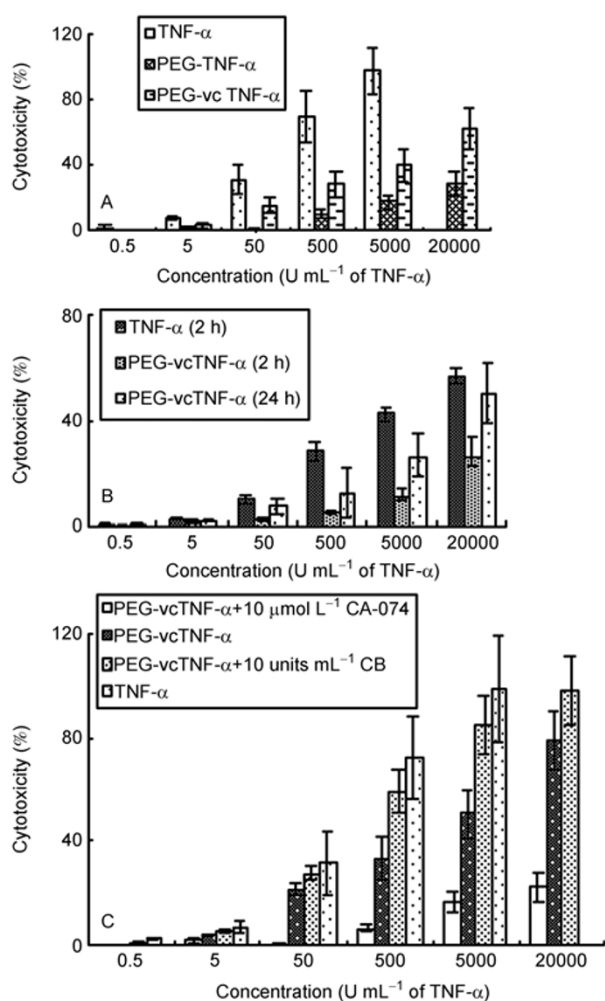 120
80
40
0
Cytotoxicity (%)
TNF-α
PEG-TNF-α
PEG-vc TNF-α
A
0.5 5 50 500 5000 20000
Concentration (U mL⁻¹ of TNF-α)
80
40
0
Cytotoxicity (%)
TNF-α (2 h)
PEG-vcTNF-α (2 h)
PEG-vcTNF-α (24 h)
B
0.5 5 50 500 5000 20000
Concentration (U mL⁻¹ of TNF-α)
PEG-vcTNF-α+10 μmol L⁻¹ CA-074
PEG-vcTNF-α
PEG-vcTNF-α+10 units mL⁻¹ CB
TNF-α
120
80
40
0
Cytotoxicity (%)
C
0.5 5 50 500 5000 20000
Concentration (U mL⁻¹ of TNF-α)